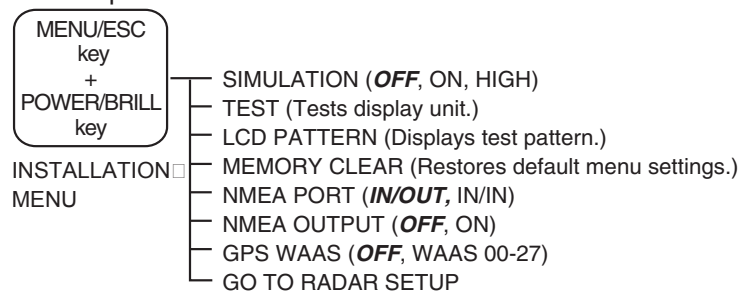 MENU/ESC
key
+
POWER/BRILL
key
INSTALLATION
MENU
SIMULATION (OFF, ON, HIGH)
TEST (Tests display unit.)
LCD PATTERN (Displays test pattern.)
MEMORY CLEAR (Restores default menu settings.)
NMEA PORT (IN/OUT, IN/IN)
NMEA OUTPUT (OFF, ON)
GPS WAAS (OFF, WAAS 00-27)
GO TO RADAR SETUP